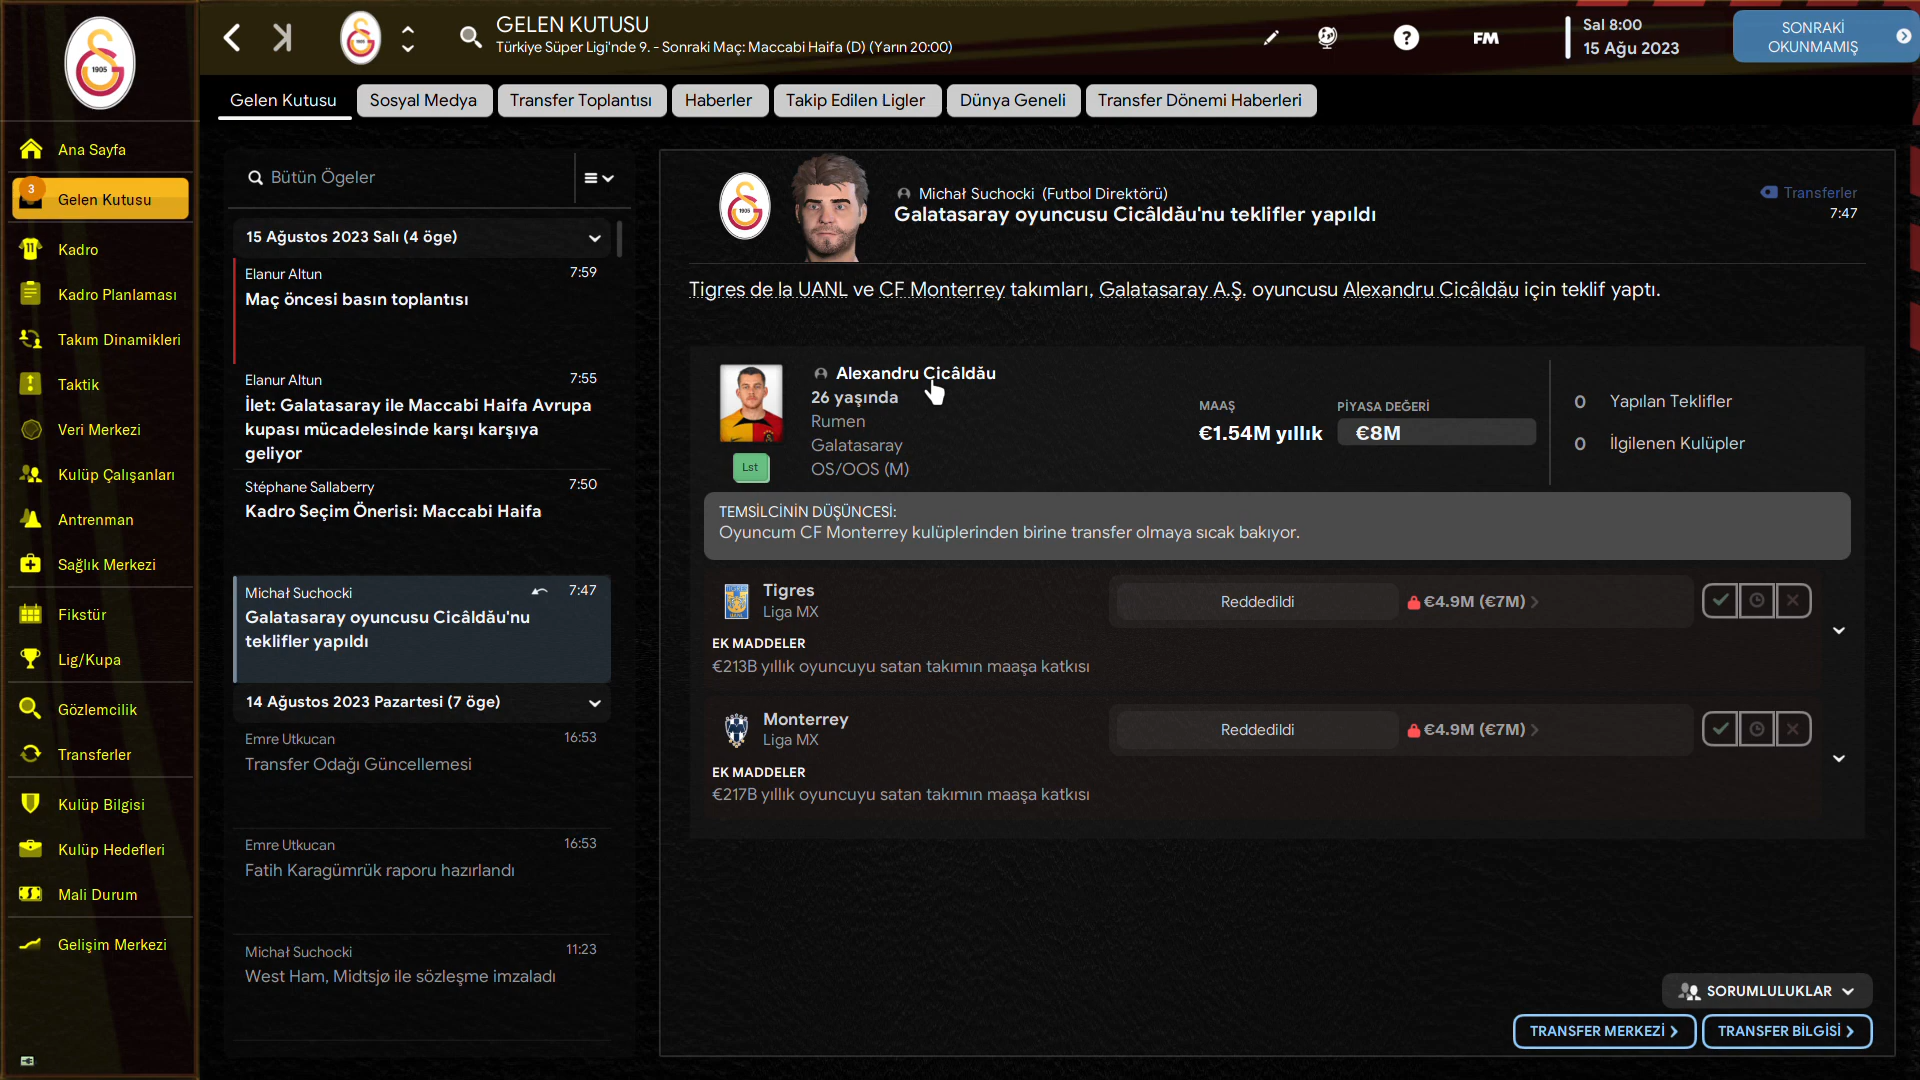 1905
GELEN KUTUSU
Türkiye Süper Ligi'nde 9. - Sonraki Maç: Maccabi Haifa (D) (Yarın 20:00)
?
FM
Sal 8:00
15 Ağu 2023
SONRAKİ
OKUNMAMIŞ
Gelen Kutusu
Sosyal Medya
Transfer Toplantısı
Haberler
Takip Edilen Ligler
Dünya Geneli
Transfer Dönemi Haberleri
Ana Sayfa
3
Gelen Kutusu
Kadro
Kadro Planlaması
Takım Dinamikleri
Taktik
Veri Merkezi
Kulüp Çalışanları
Antrenman
Sağlık Merkezi
Fikstür
Lig/Kupa
Gözlemcilik
Transferler
Kulüp Bilgisi
Kulüp Hedefleri
Mali Durum
Gelişim Merkezi
Bütün Ögeler
15 Ağustos 2023 Salı (4 öge)
Elanur Altun 7:59
Maç öncesi basın toplantısı
Elanur Altun 7:55
İlet: Galatasaray ile Maccabi Haifa Avrupa
kupası mücadelesinde karşı karşıya
geliyor
Stéphane Sallaberry 7:50
Kadro Seçim Önerisi: Maccabi Haifa
Michał Suchocki 7:47
Galatasaray oyuncusu Cicâldău'nu
teklifler yapıldı
14 Ağustos 2023 Pazartesi (7 öge)
Emre Utkucan 16:53
Transfer Odağı Güncellemesi
Emre Utkucan 16:53
Fatih Karagümrük raporu hazırlandı
Michał Suchocki 11:23
West Ham, Midtsjø ile sözleşme imzaladı
1905
Michał Suchocki (Futbol Direktörü)
Galatasaray oyuncusu Cicâldău'nu teklifler yapıldı
Transferler
7:47
Tigres de la UANL ve CF Monterrey takımları, Galatasaray A.Ş. oyuncusu Alexandru Cicâldău için teklif yaptı.
Alexandru Cicâldău
26 yaşında
Rumen
Galatasaray
OS/OOS (M)
Lst
MAAŞ
€1.54M yıllık
PİYASA DEĞERİ
€8M
0 Yapılan Teklifler
0 İlgilenen Kulüpler
TEMSİLCİNİN DÜŞÜNCESİ:
Oyuncum CF Monterrey kulüplerinden birine transfer olmaya sıcak bakıyor.
Tigres
Liga MX
Reddedildi
€4.9M (€7M)
EK MADDELER
€213B yıllık oyuncuyu satan takımın maaşa katkısı
Monterrey
Liga MX
Reddedildi
€4.9M (€7M)
EK MADDELER
€217B yıllık oyuncuyu satan takımın maaşa katkısı
SORUMLULUKLAR
TRANSFER MERKEZİ
TRANSFER BİLGİSİ